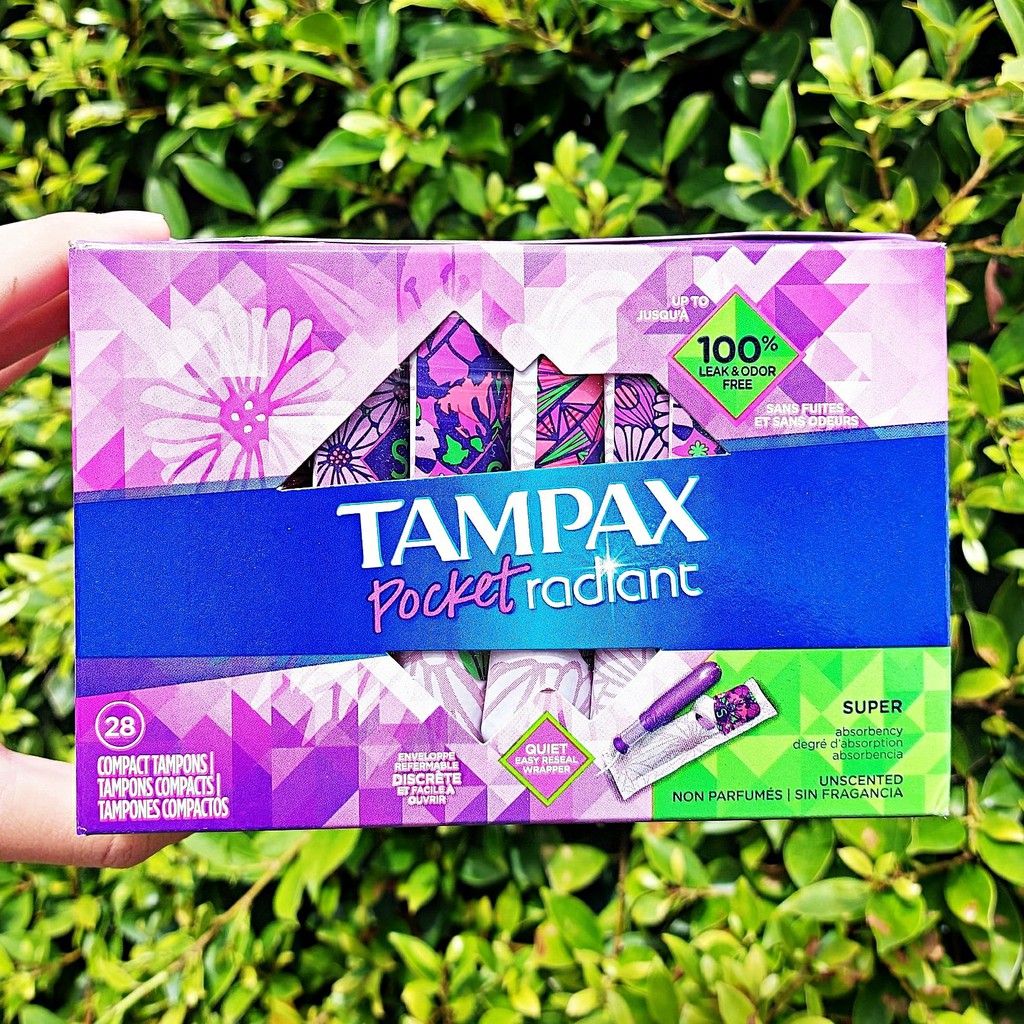 UP TO
JUSQU'À
100%
LEAK & ODOR
FREE
SANS FUITES
ET SANS ODEURS
S
TAMPAX
Pocket radiant
28
COMPACT TAMPONS |
TAMPONS COMPACTS |
TAMPONES COMPACTOS
ENVELOPPE
REFERMABLE
DISCRÈTE
ET FACILE À
OUVRIR
QUIET
EASY RESEAL
WRAPPER
S
SUPER
absorbency
degré d'absorption
absorbencia
UNSCENTED
NON PARFUMÉS | SIN FRAGANCIA